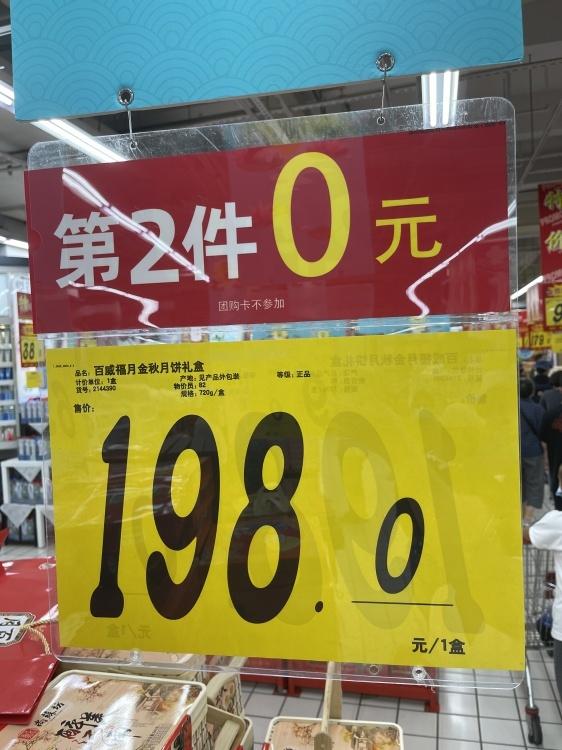 第2件0元
团购卡不参加
品名：百威福月金秋月饼礼盒
计价单位：1盒 产地：见产品外包装 等级：正品
货号：2144390 物价员：82
规格：720g/盒
售价：
198.0
元/1盒